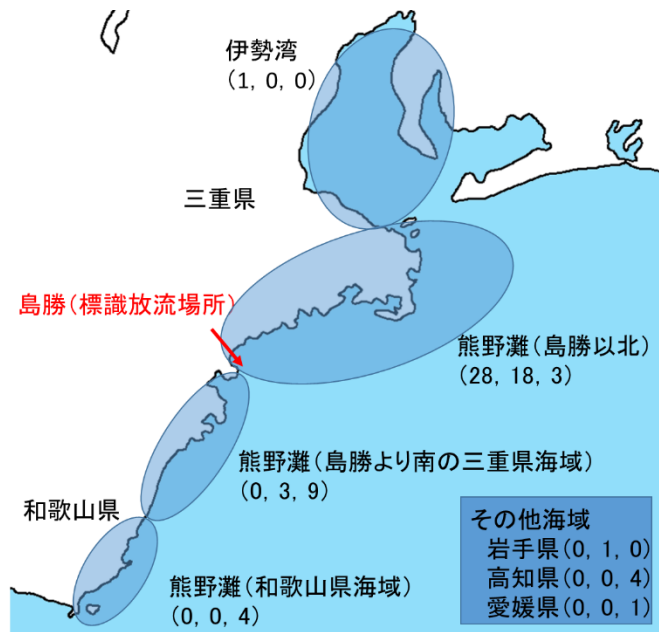 伊勢湾
(1, 0, 0)
三重県
島勝(標識放流場所)
熊野灘(島勝以北)
(28, 18, 3)
熊野灘(島勝より南の三重県海域)
(0, 3, 9)
和歌山県
熊野灘(和歌山県海域)
(0, 0, 4)
その他海域
岩手県(0, 1, 0)
高知県(0, 0, 4)
愛媛県(0, 0, 1)